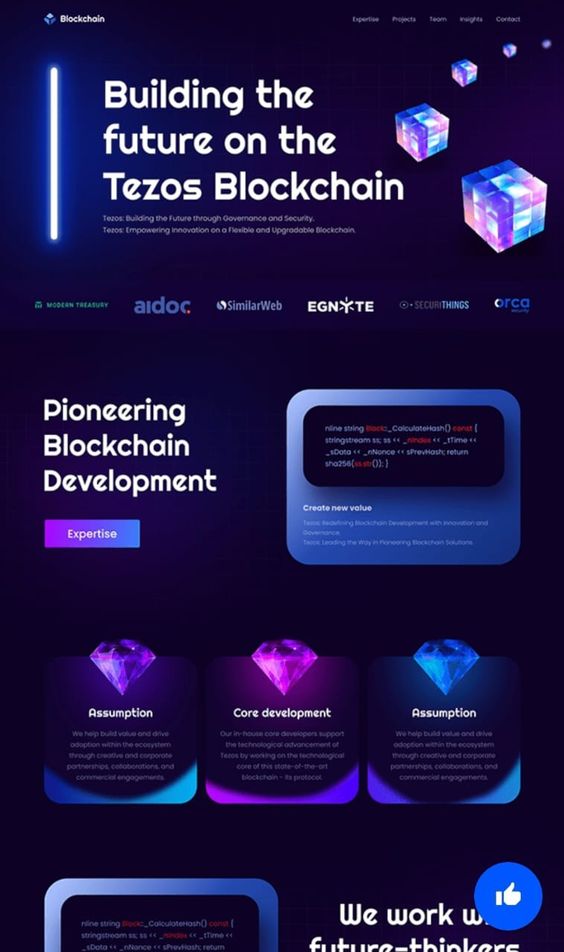 Blockchain
Expertise Projects Team Insights Contact
Building the
future on the
Tezos Blockchain
Tezos: Building the Future through Governance and Security.
Tezos: Empowering Innovation on a Flexible and Upgradable Blockchain.
MODERN TREASURY aidoc SimilarWeb EGNYTE SECURITHINGS orca security
Pioneering
Blockchain
Development
Expertise
nline string Block::_CalculateHash() const {
stringstream ss; ss << _nIndex << _tTime <<
_sData << _nNonce << sPrevHash; return
sha256(ss.str()); }
Create new value
Tezos: Redefining Blockchain Development with Innovation and
Governance.
Tezos: Leading the Way in Pioneering Blockchain Solutions.
Assumption
We help build value and drive
adoption within the ecosystem
through creative and corporate
partnerships, collaborations, and
commercial engagements.
Core development
Our in-house core developers support
the technological advancement of
Tezos by working on the technological
core of this state-of-the-art
blockchain - its protocol.
Assumption
We help build value and drive
adoption within the ecosystem
through creative and corporate
partnerships, collaborations, and
commercial engagements.
nline string Block::_CalculateHash() const {
stringstream ss; ss << _nIndex << _tTime <<
_sData << _nNonce << sPrevHash; return
We work
future-thinkers